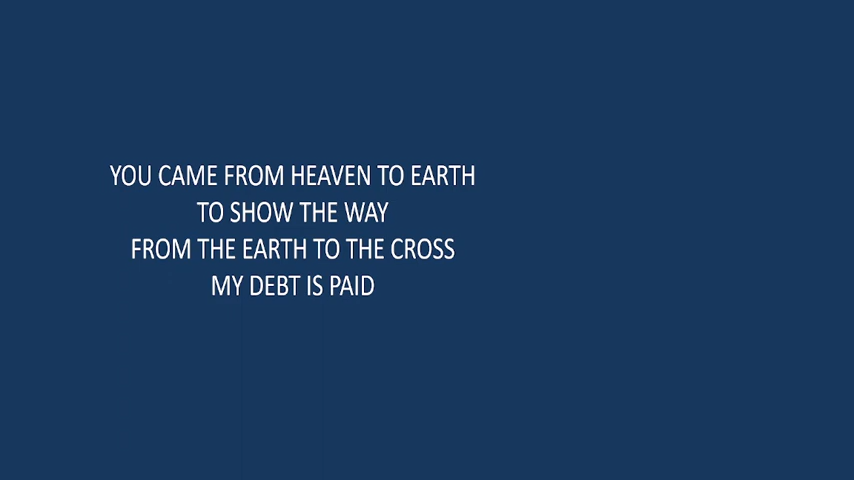 YOU CAME FROM HEAVEN TO EARTH
TO SHOW THE WAY
FROM THE EARTH TO THE CROSS
MY DEBT IS PAID